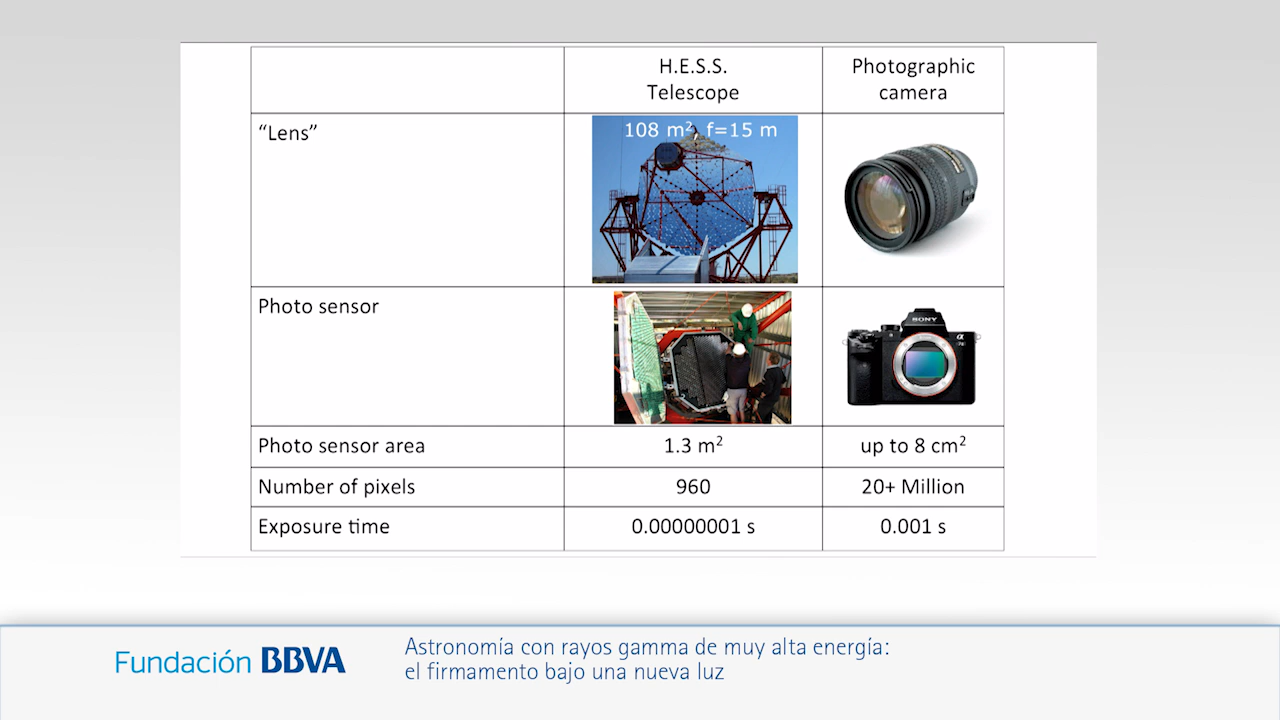 H.E.S.S.
Telescope
Photographic
camera
“Lens”
108 m², f=15 m
Photo sensor
SONY
α
Photo sensor area
1.3 m²
up to 8 cm²
Number of pixels
960
20+ Million
Exposure time
0.00000001 s
0.001 s
Fundación BBVA
Astronomía con rayos gamma de muy alta energía:
el firmamento bajo una nueva luz